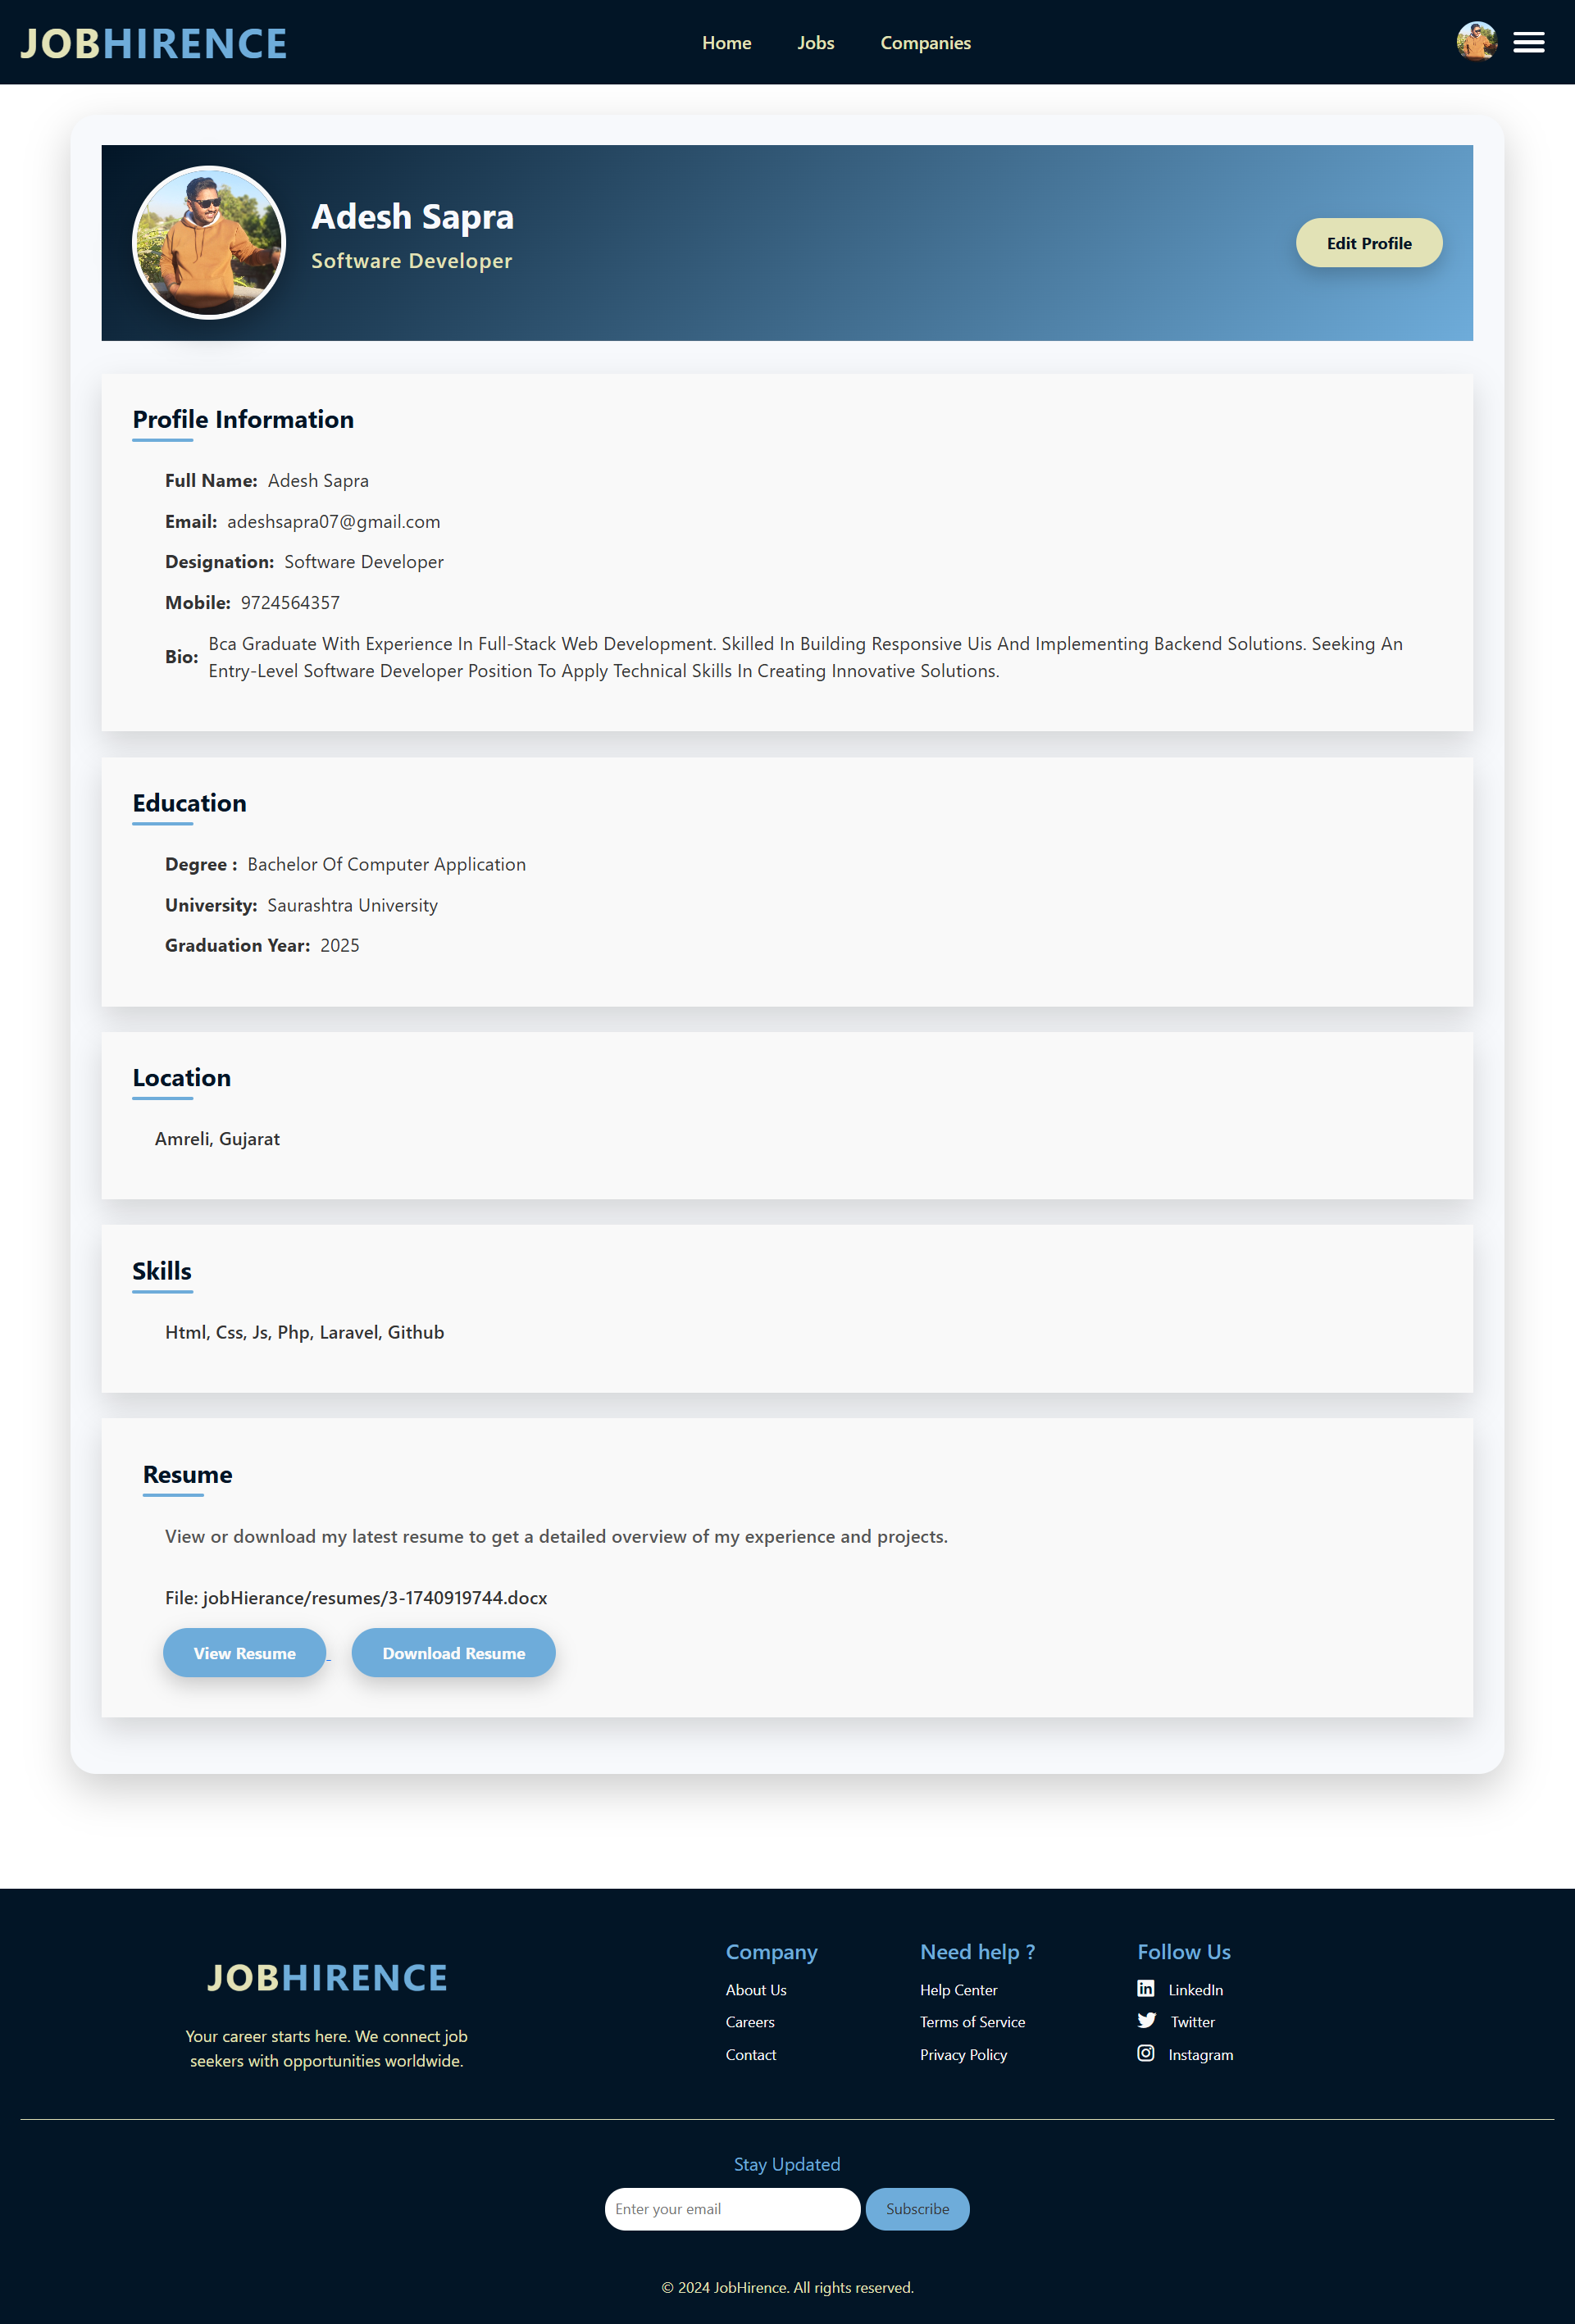 JOBHIRENCE
Home
Jobs
Companies
Adesh Sapra
Software Developer
Edit Profile
Profile Information
Full Name: Adesh Sapra
Email: adeshsapra07@gmail.com
Designation: Software Developer
Mobile: 9724564357
Bio: Bca Graduate With Experience In Full-Stack Web Development. Skilled In Building Responsive Uis And Implementing Backend Solutions. Seeking An
Entry-Level Software Developer Position To Apply Technical Skills In Creating Innovative Solutions.
Education
Degree : Bachelor Of Computer Application
University: Saurashtra University
Graduation Year: 2025
Location
Amreli, Gujarat
Skills
Html, Css, Js, Php, Laravel, Github
Resume
View or download my latest resume to get a detailed overview of my experience and projects.
File: jobHierance/resumes/3-1740919744.docx
View Resume
Download Resume
JOBHIRENCE
Your career starts here. We connect job
seekers with opportunities worldwide.
Company
About Us
Careers
Contact
Need help ?
Help Center
Terms of Service
Privacy Policy
Follow Us
LinkedIn
Twitter
Instagram
Stay Updated
Enter your email
Subscribe
© 2024 JobHirence. All rights reserved.